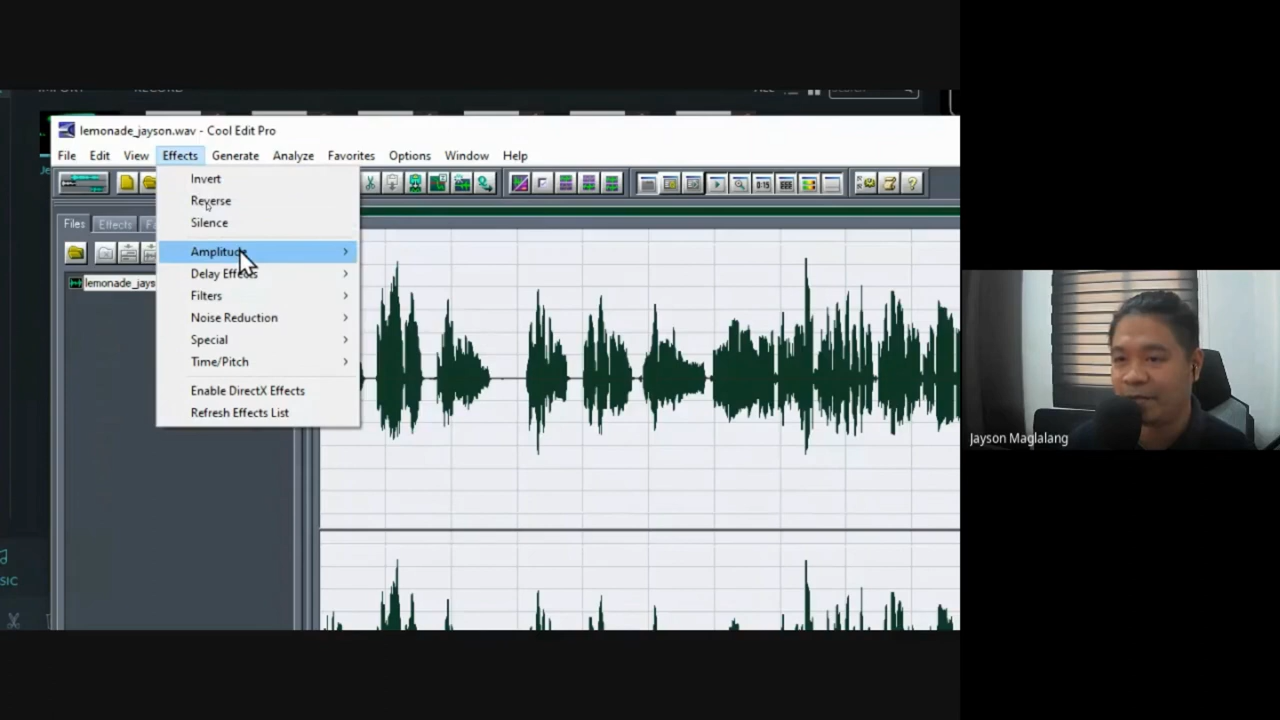 lemonade_jayson.wav - Cool Edit Pro
File Edit View Effects Generate Analyze Favorites Options Window Help
Invert
Reverse
Silence
Amplitude
Delay Effects
Filters
Noise Reduction
Special
Time/Pitch
Enable DirectX Effects
Refresh Effects List
Files Effects
lemonade_jays
Jayson Maglalang
SIC